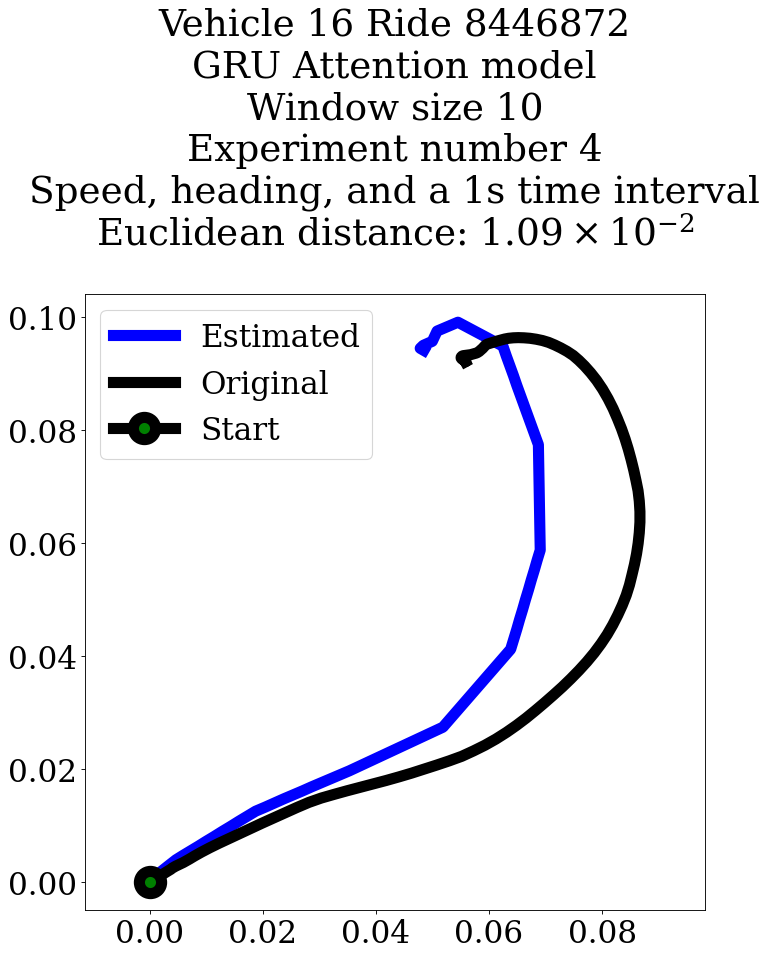 Vehicle 16 Ride 8446872
GRU Attention model
Window size 10
Experiment number 4
Speed, heading, and a 1s time interval
Euclidean distance: 1.09 × 10⁻²
Estimated
Original
Start
0.10
0.08
0.06
0.04
0.02
0.00
0.00 0.02 0.04 0.06 0.08